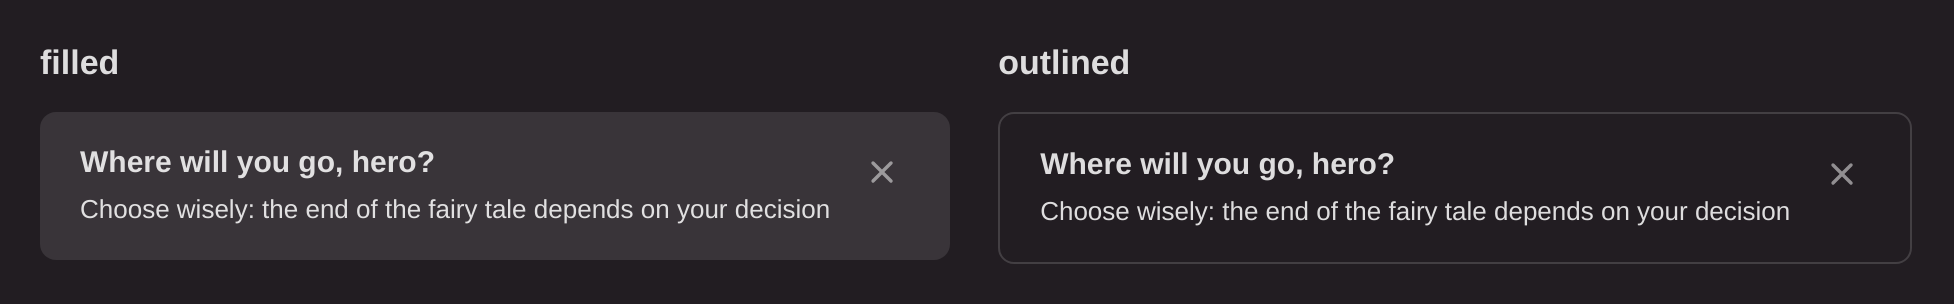 filled
Where will you go, hero?
Choose wisely: the end of the fairy tale depends on your decision
outlined
Where will you go, hero?
Choose wisely: the end of the fairy tale depends on your decision